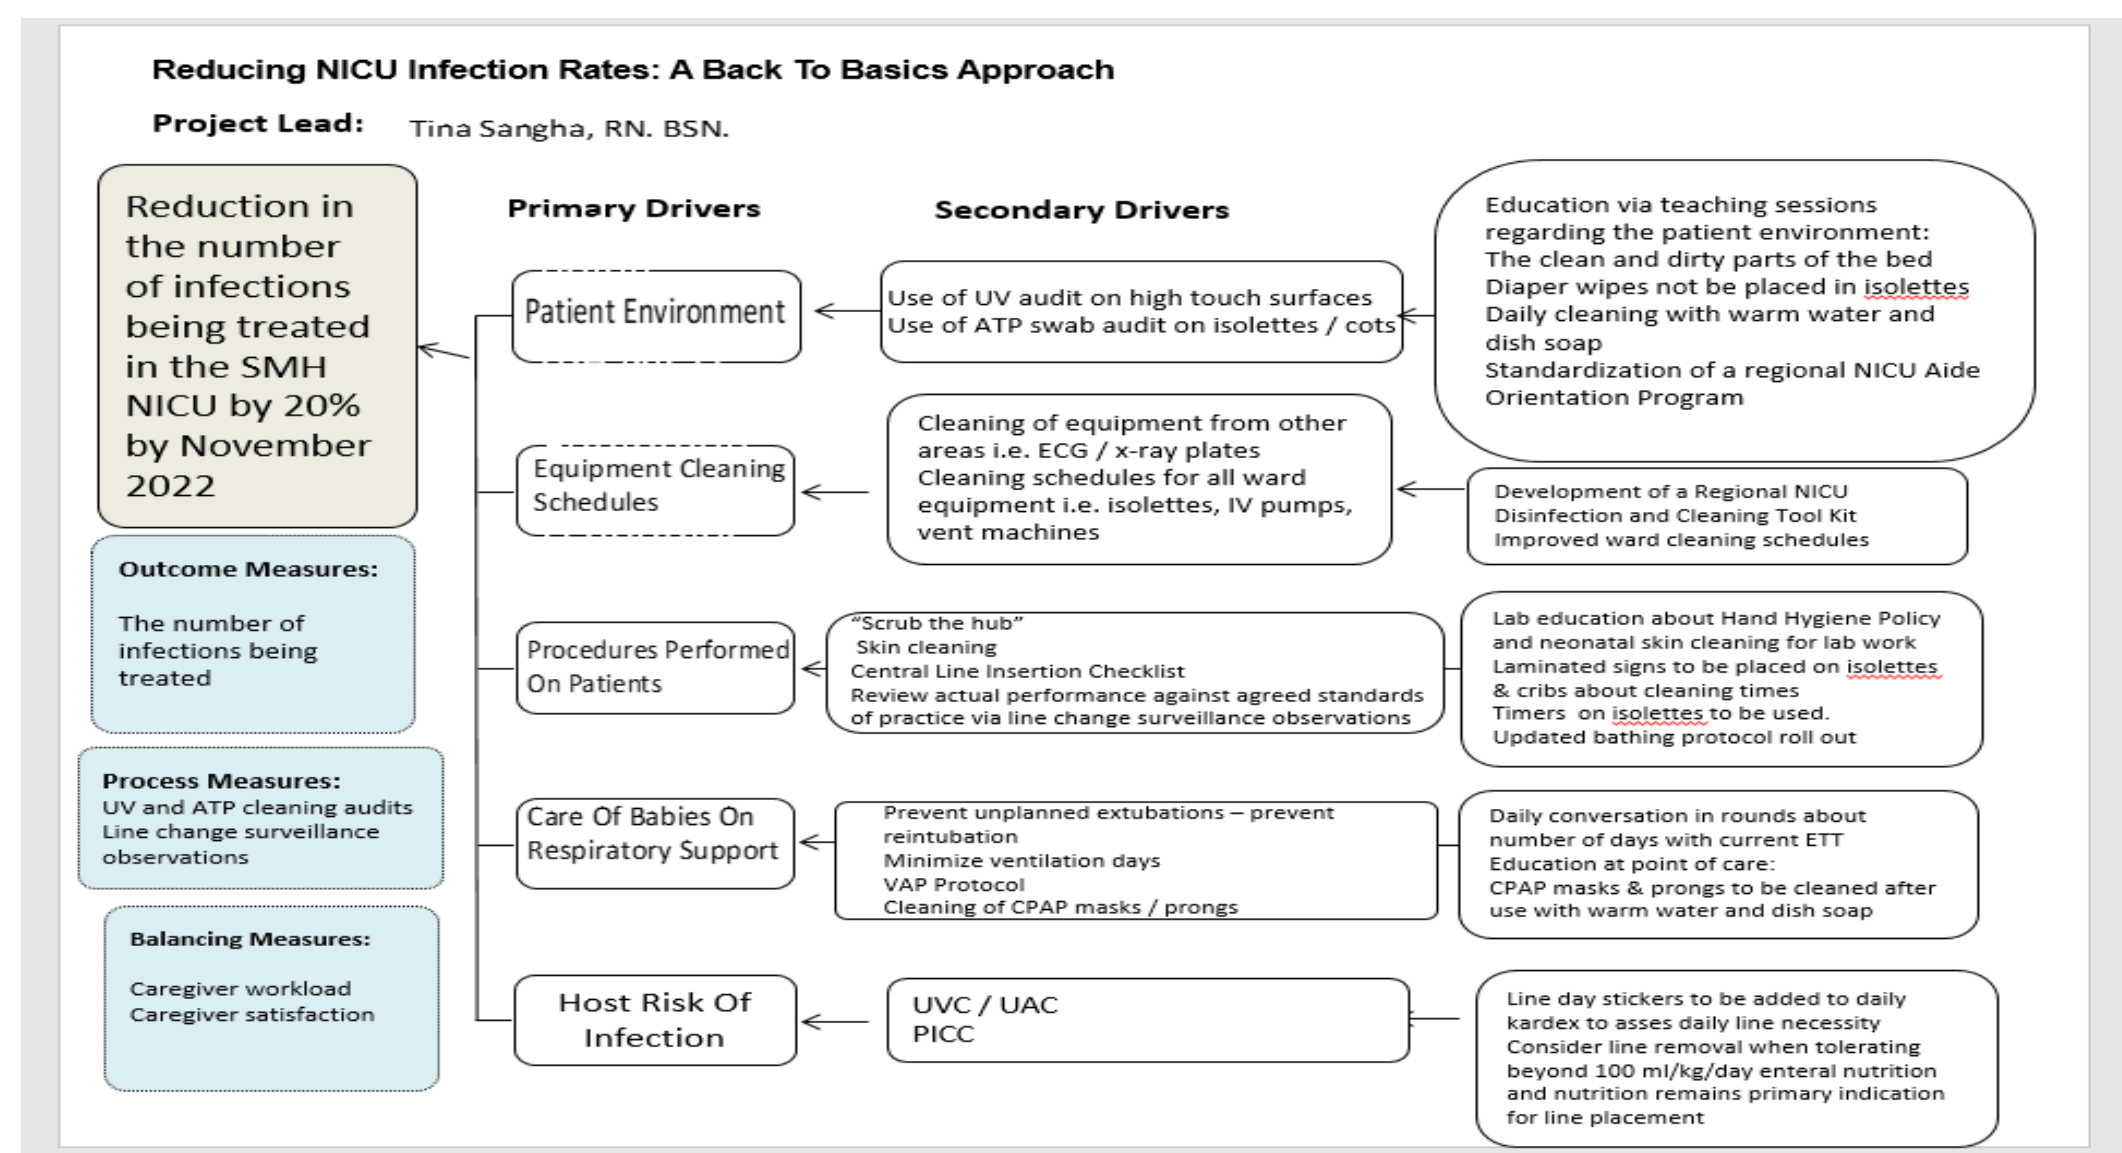 Reducing NICU Infection Rates: A Back To Basics Approach
Project Lead: Tina Sangha, RN. BSN.
Reduction in
the number
of infections
being treated
in the SMH
NICU by 20%
by November
2022
Outcome Measures:
The number of
infections being
treated
Process Measures:
UV and ATP cleaning audits
Line change surveillance
observations
Balancing Measures:
Caregiver workload
Caregiver satisfaction
Primary Drivers
Patient Environment
Equipment Cleaning
Schedules
Procedures Performed
On Patients
Care Of Babies On
Respiratory Support
Host Risk Of
Infection
Secondary Drivers
Use of UV audit on high touch surfaces
Use of ATP swab audit on isolettes / cots
Cleaning of equipment from other
areas i.e. ECG / x-ray plates
Cleaning schedules for all ward
equipment i.e. isolettes, IV pumps,
vent machines
“Scrub the hub”
Skin cleaning
Central Line Insertion Checklist
Review actual performance against agreed standards
of practice via line change surveillance observations
Prevent unplanned extubations – prevent
reintubation
Minimize ventilation days
VAP Protocol
Cleaning of CPAP masks / prongs
UVC / UAC
PICC
Education via teaching sessions
regarding the patient environment:
The clean and dirty parts of the bed
Diaper wipes not be placed in isolettes
Daily cleaning with warm water and
dish soap
Standardization of a regional NICU Aide
Orientation Program
Development of a Regional NICU
Disinfection and Cleaning Tool Kit
Improved ward cleaning schedules
Lab education about Hand Hygiene Policy
and neonatal skin cleaning for lab work
Laminated signs to be placed on isolettes
& cribs about cleaning times
Timers on isolettes to be used.
Updated bathing protocol roll out
Daily conversation in rounds about
number of days with current ETT
Education at point of care:
CPAP masks & prongs to be cleaned after
use with warm water and dish soap
Line day stickers to be added to daily
kardex to asses daily line necessity
Consider line removal when tolerating
beyond 100 ml/kg/day enteral nutrition
and nutrition remains primary indication
for line placement